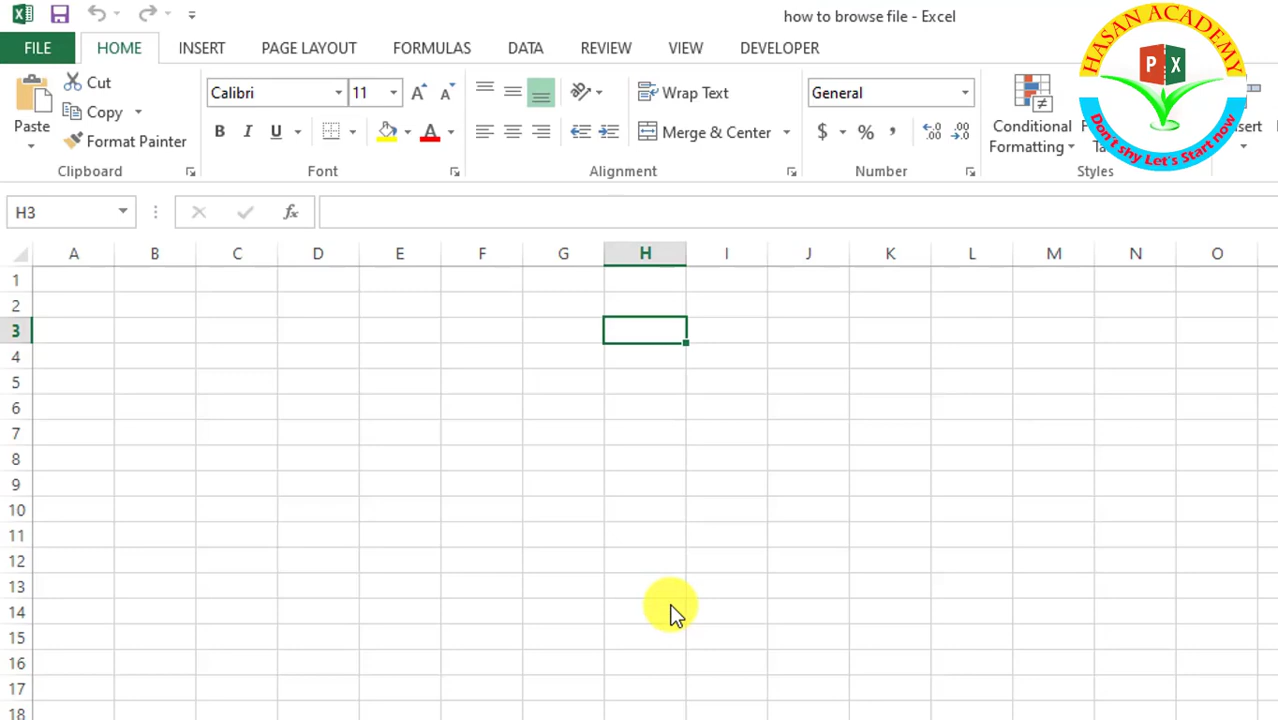 how to browse file - Excel
FILE HOME INSERT PAGE LAYOUT FORMULAS DATA REVIEW VIEW DEVELOPER
HASAN ACADEMY
P X
Don't shy Let's Start now
Cut
Copy
Format Painter
Paste
Clipboard
Calibri 11
B I U A
Font
Wrap Text
Merge & Center
Alignment
General
$ % ,
Number
Conditional
Formatting
Styles
H3
fx
A B C D E F G H I J K L M N O
1
2
3
4
5
6
7
8
9
10
11
12
13
14
15
16
17
18